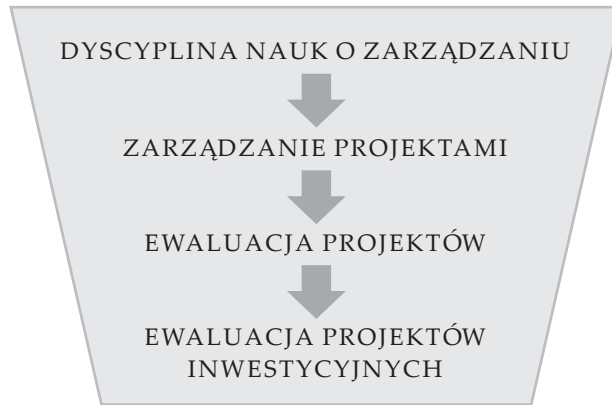 DYSCYPLINA NAUK O ZARZĄDZANIU
ZARZĄDZANIE PROJEKTAMI
EWALUACJA PROJEKTÓW
EWALUACJA PROJEKTÓW
INWESTYCYJNYCH